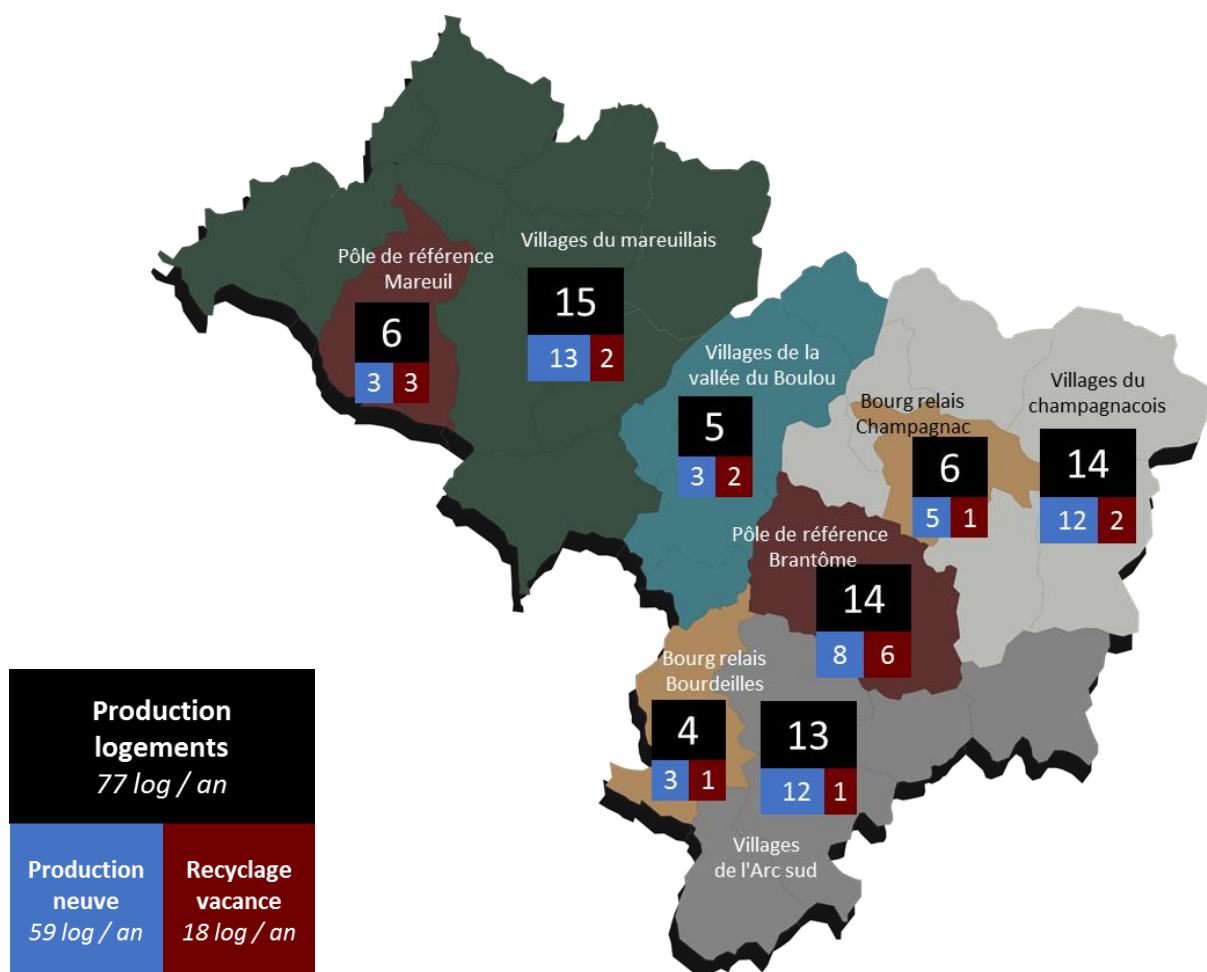 Villages du mareuillais
15
13 2
Pôle de référence
Mareuil
6
3 3
Villages de la
vallée du Boulou
5
3 2
Bourg relais
Champagnac
6
5 1
Villages du
champagnacois
14
12 2
Pôle de référence
Brantôme
14
8 6
Bourg relais
Bourdeilles
4
3 1
13
12 1
Villages
de l'Arc sud
Production
logements
77 log / an
Production
neuve
59 log / an
Recyclage
vacance
18 log / an